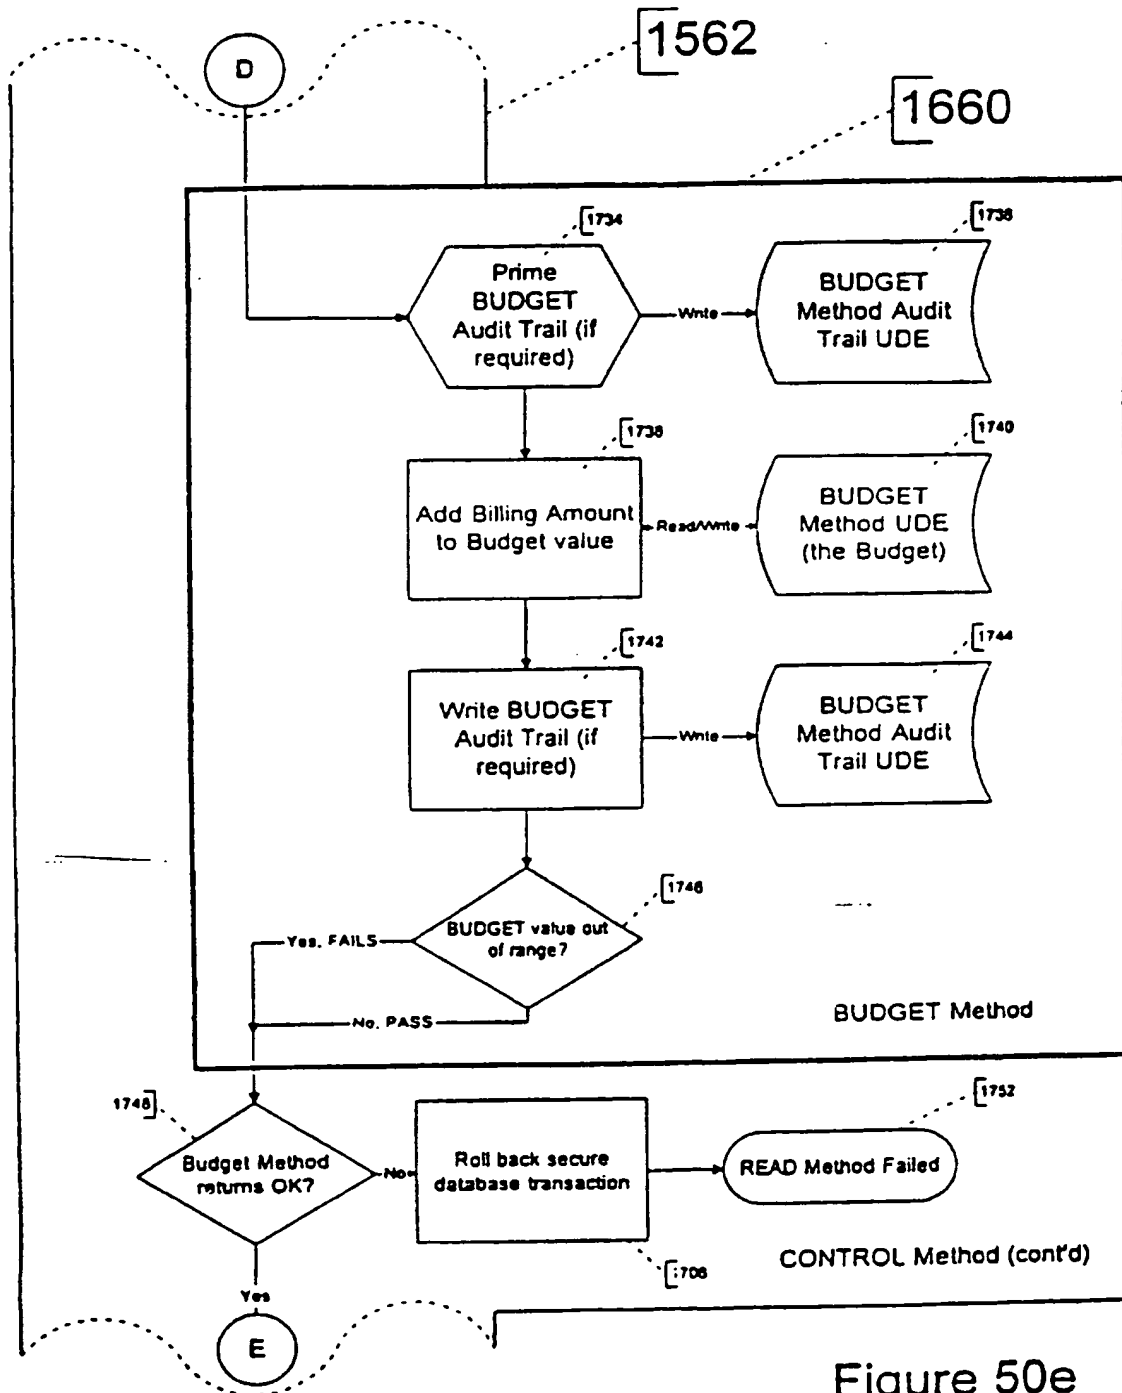 D
1562
1660
1734
Prime
BUDGET
Audit Trail (if
required)
Write
1736
BUDGET
Method Audit
Trail UDE
1738
Add Billing Amount
to Budget value
Read/Write
1740
BUDGET
Method UDE
(the Budget)
1742
Write BUDGET
Audit Trail (if
required)
Write
1744
BUDGET
Method Audit
Trail UDE
1746
BUDGET value out
of range?
Yes, FAILS
No, PASS
BUDGET Method
1748
Budget Method
returns OK?
No
Roll back secure
database transaction
1752
READ Method Failed
CONTROL Method (cont'd)
Yes
E
Figure 50e